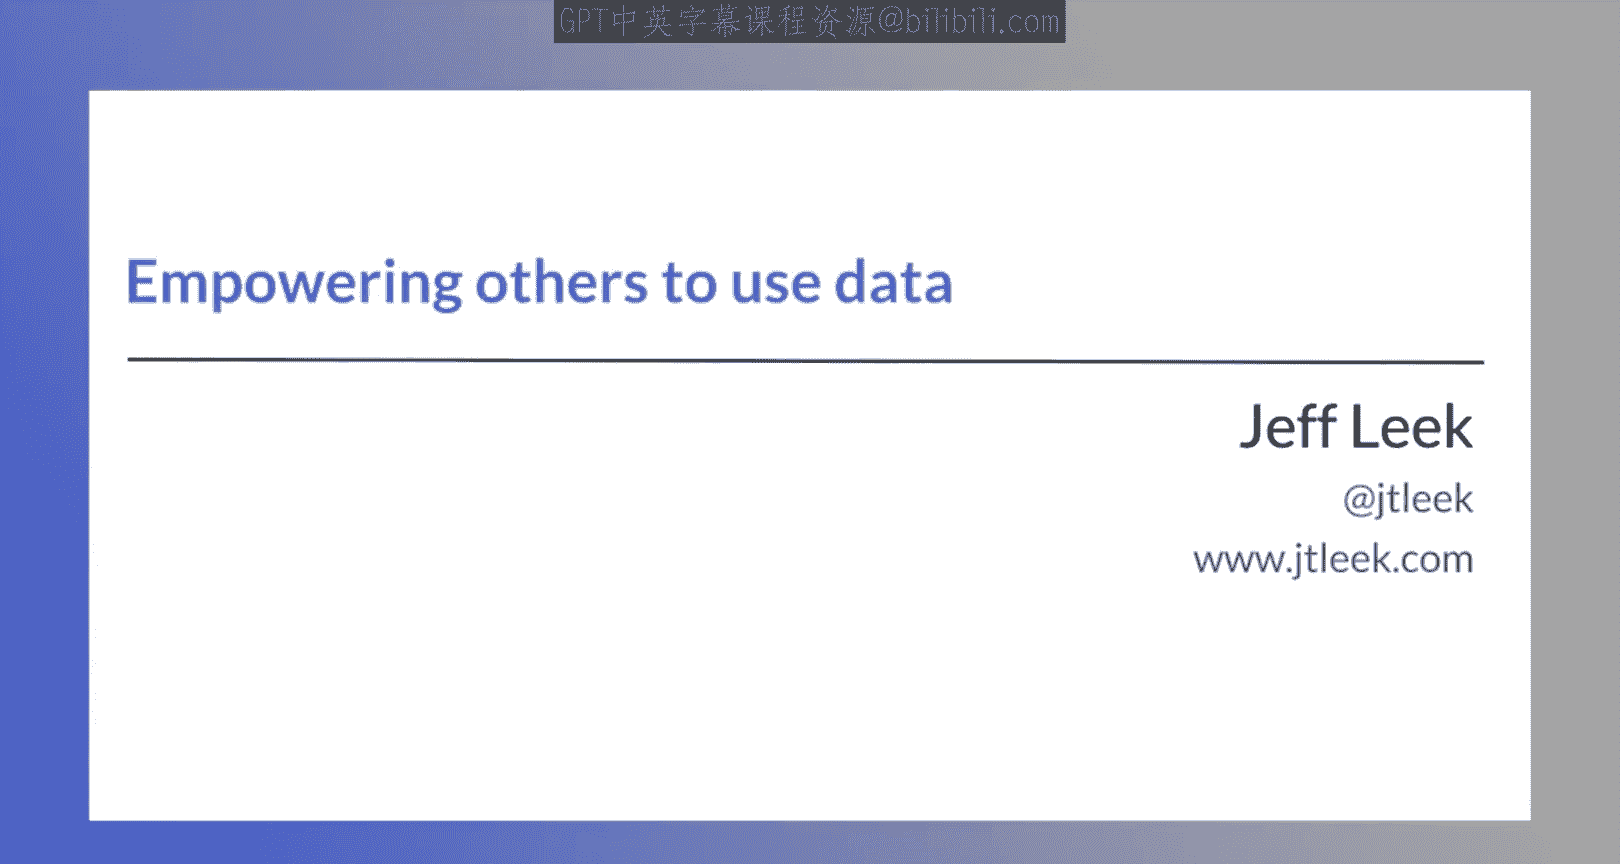 GPT中英字幕课程资源@bilibili.com
Empowering others to use data
Jeff Leek
@jtleek
www.jtleek.com